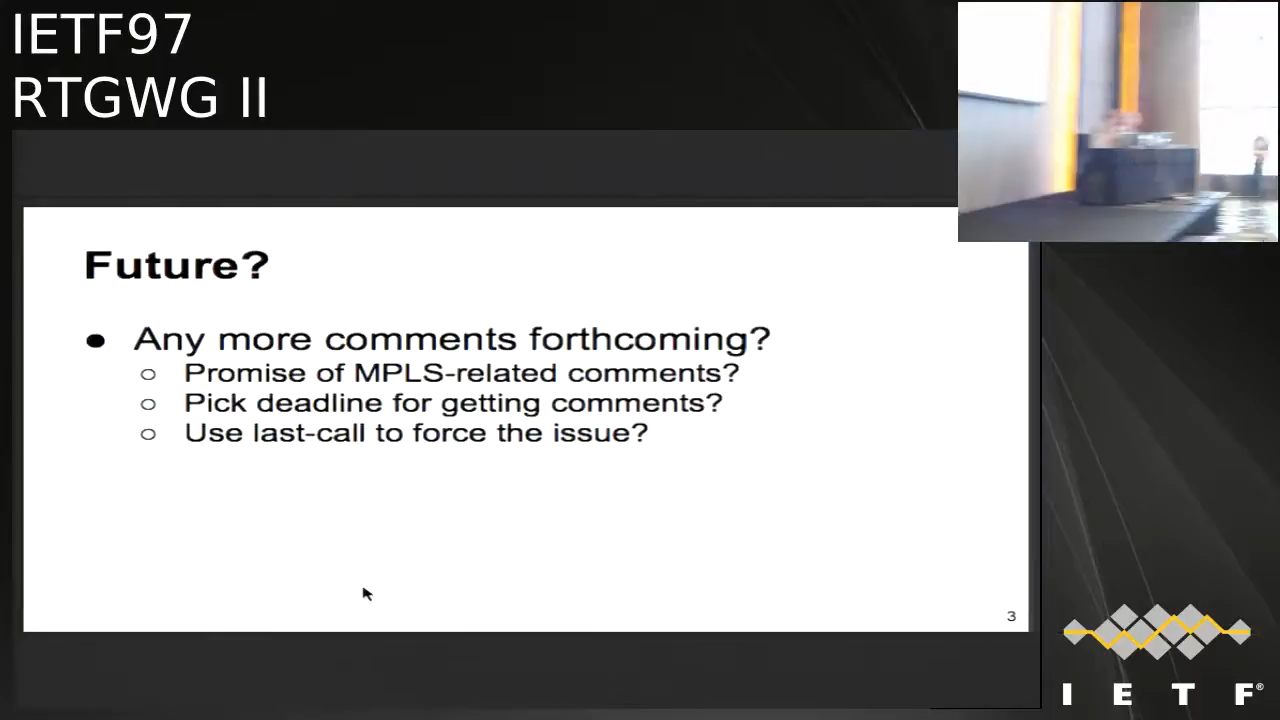 IETF97
RTGWG II
Future?
● Any more comments forthcoming?
○ Promise of MPLS-related comments?
○ Pick deadline for getting comments?
○ Use last-call to force the issue?
3
I E T F®